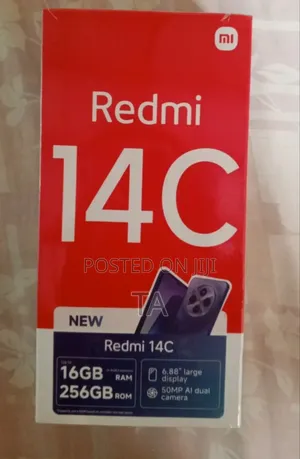 mi
Redmi
14C
POSTED ON JIJI
TA
NEW
Redmi 14C
16GB RAM
256GB ROM
6.88" large
display
50MP AI dual
camera